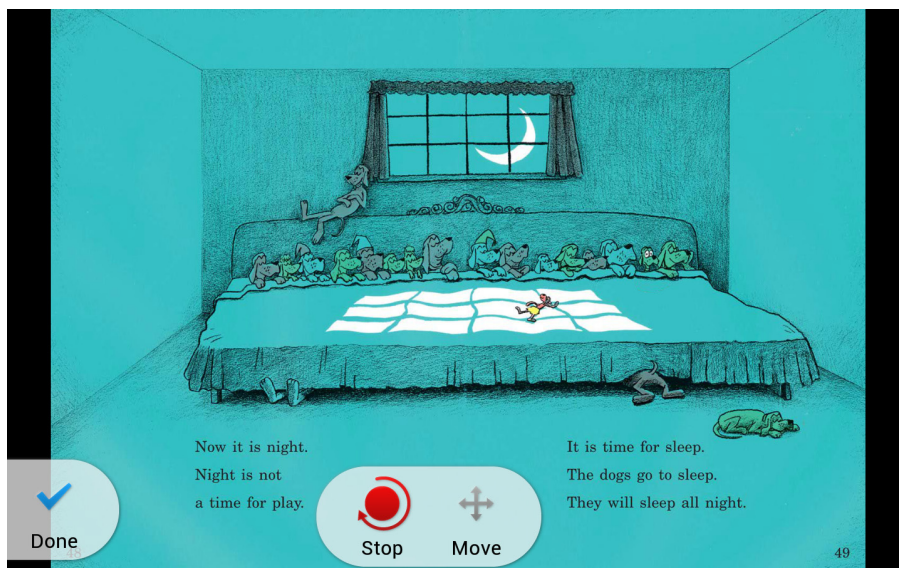 Now it is night.
Night is not
a time for play.
It is time for sleep.
The dogs go to sleep.
They will sleep all night.
Done
48
Stop
Move
49